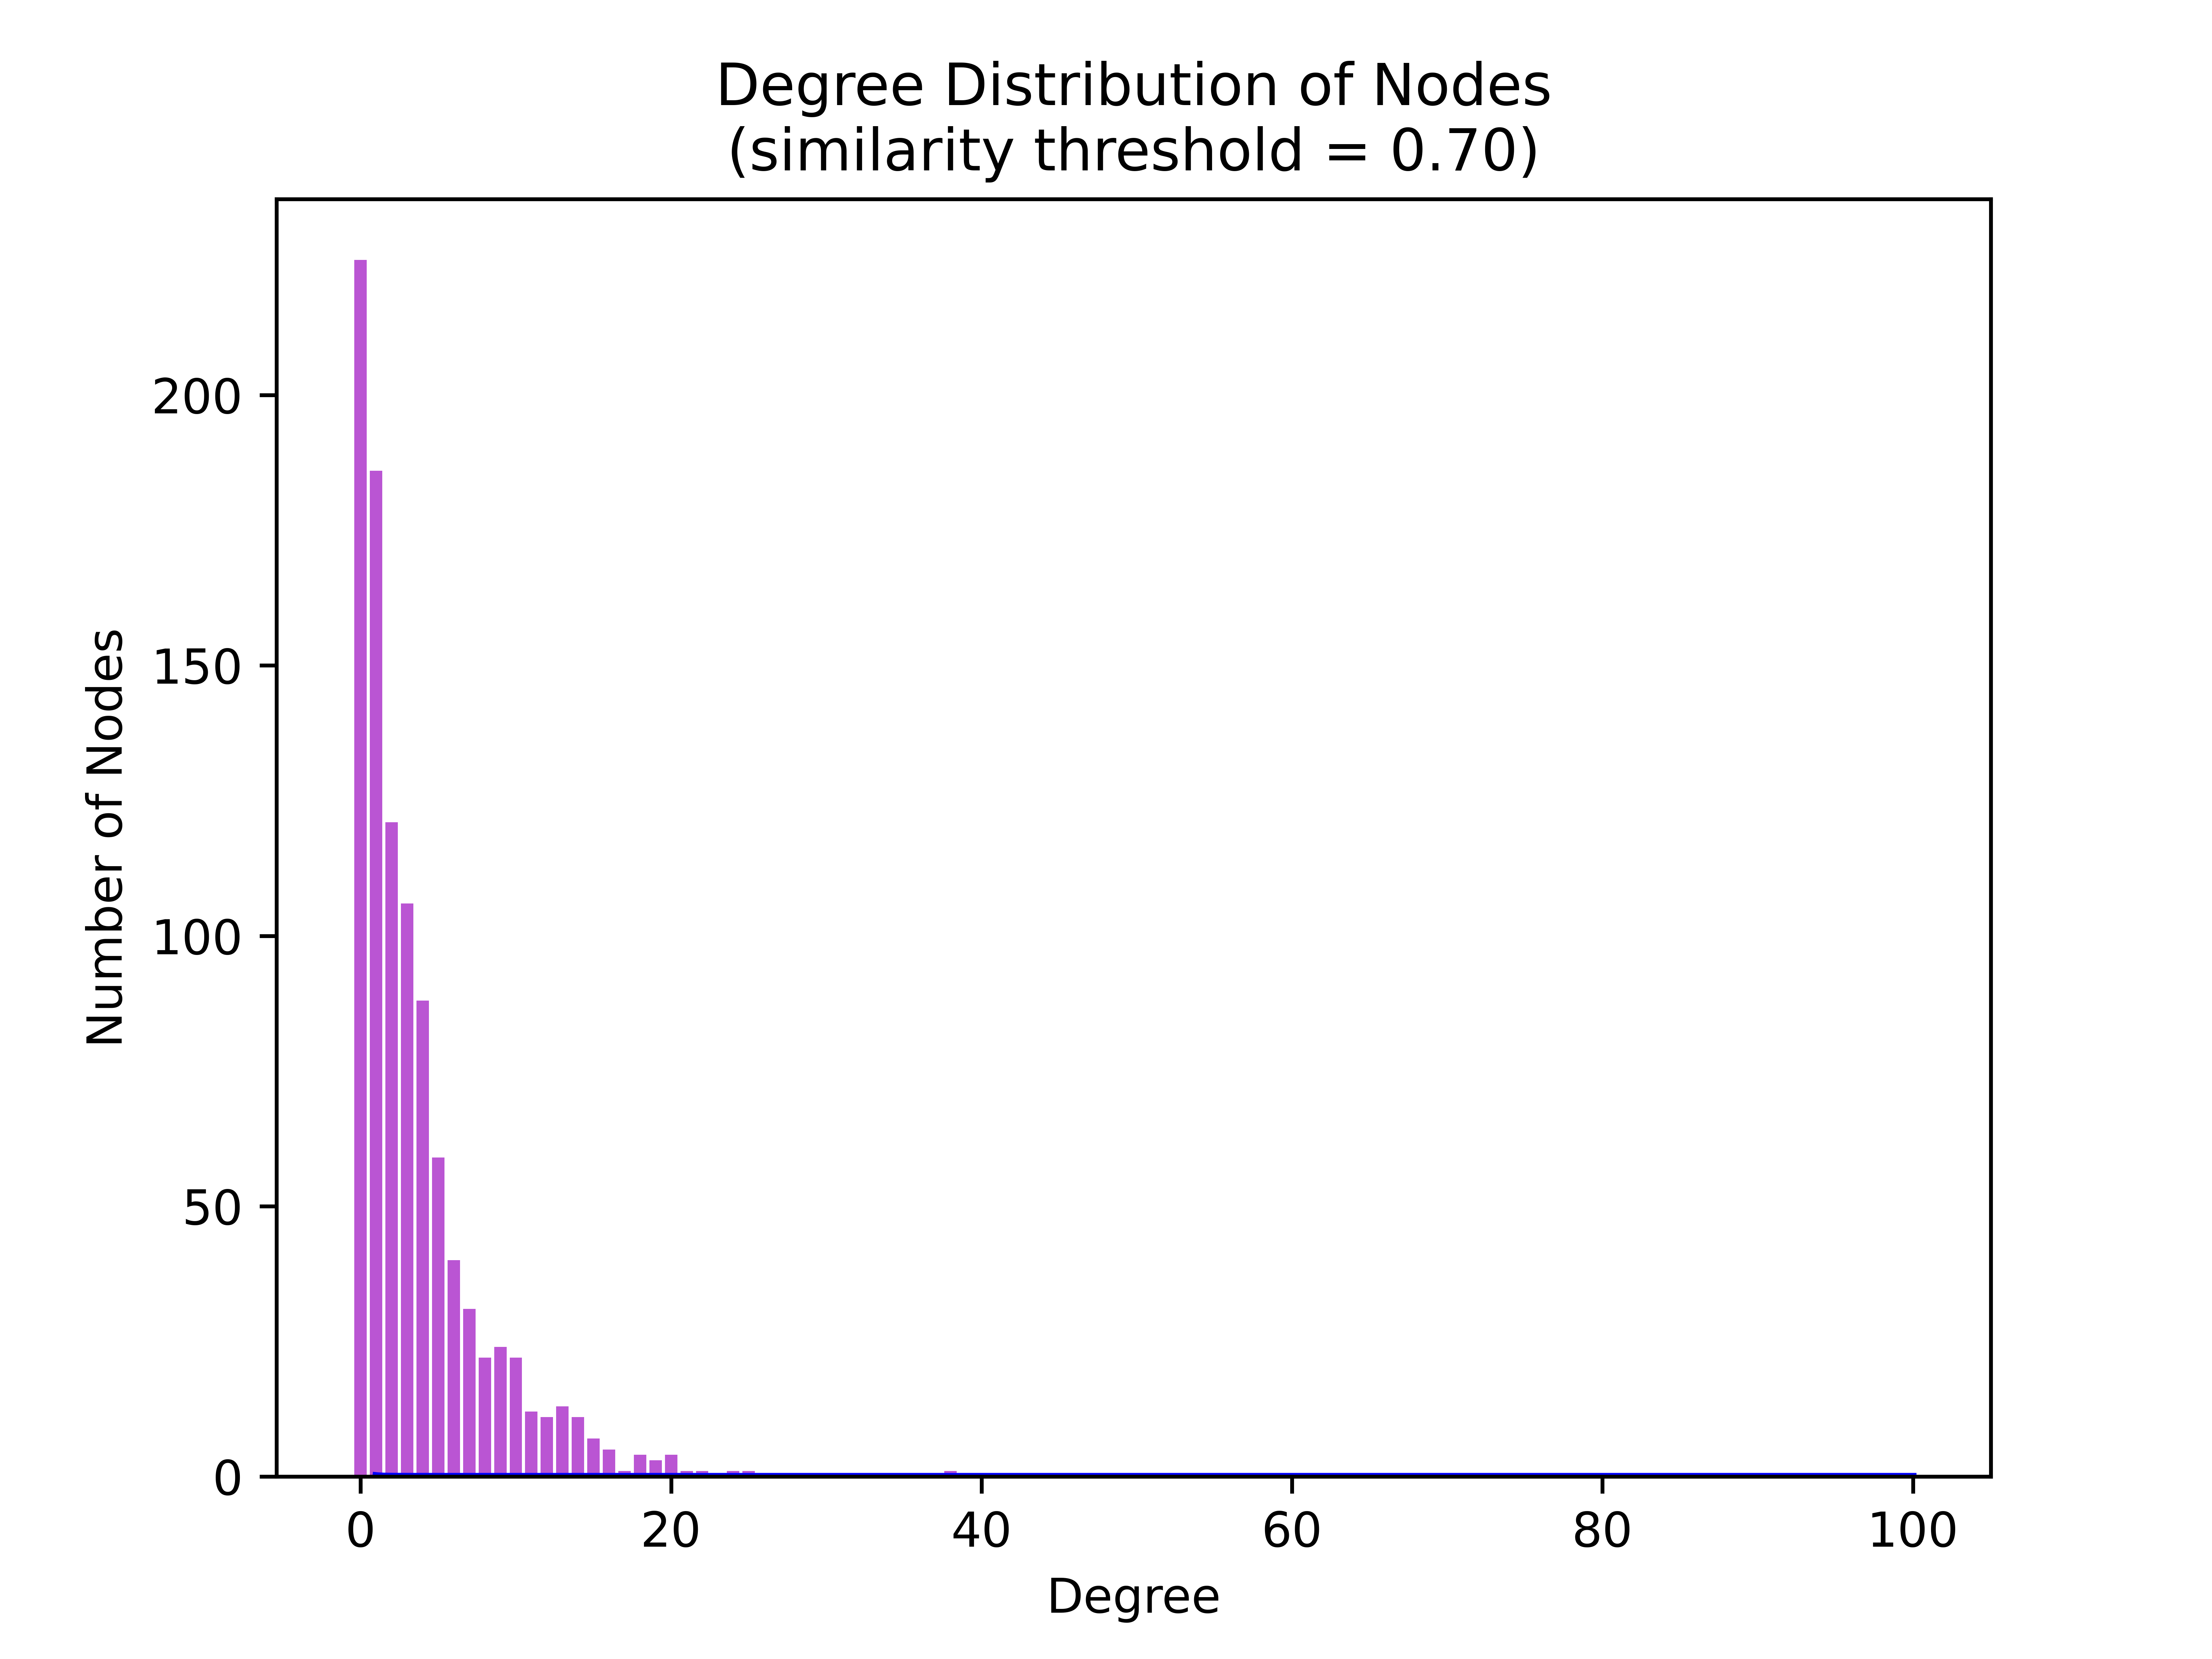 Degree Distribution of Nodes
(similarity threshold = 0.70)
Number of Nodes
200
150
100
50
0
0 20 40 60 80 100
Degree